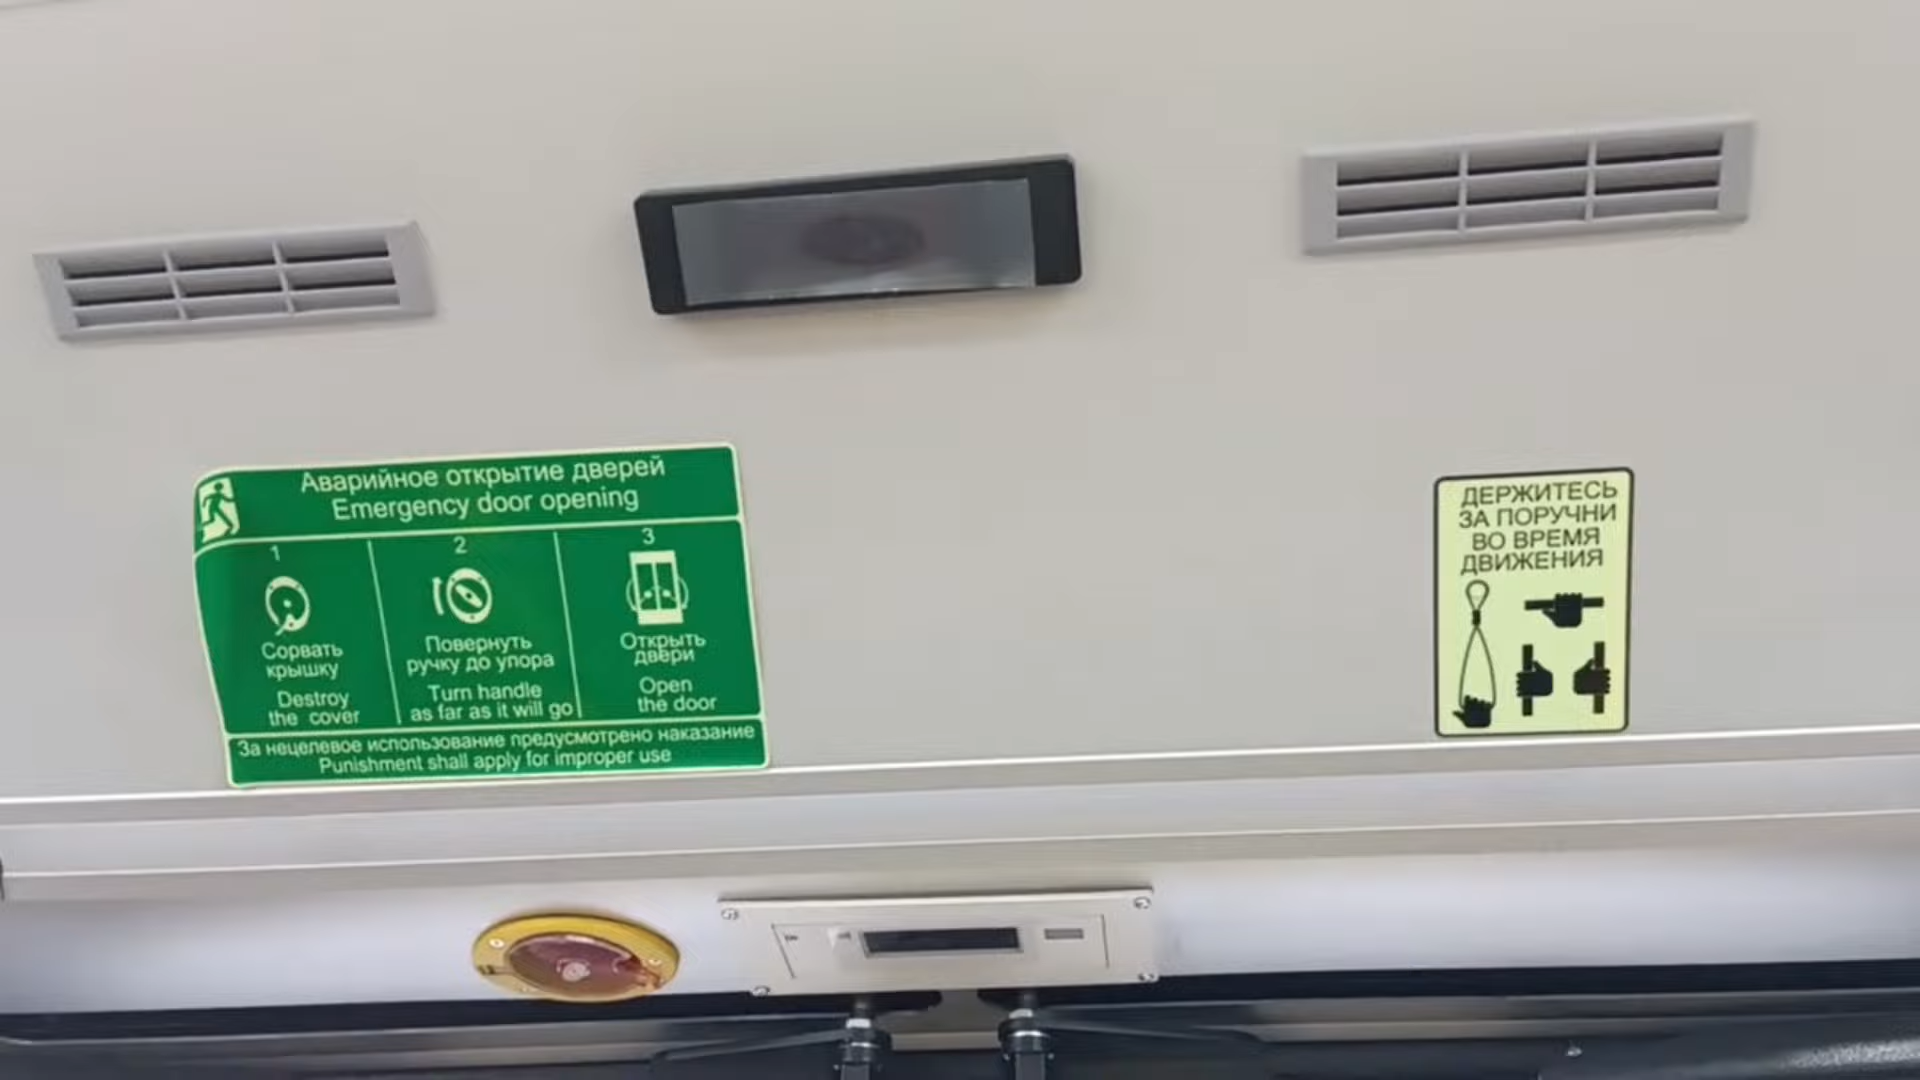 Аварийное открытие дверей
Emergency door opening
1
Сорвать
крышку
Destroy
the cover
2
Повернуть
ручку до упора
Turn handle
as far as it will go
3
Открыть
двери
Open
the door
За нецелевое использование предусмотрено наказание
Punishment shall apply for improper use
ДЕРЖИТЕСЬ
ЗА ПОРУЧНИ
ВО ВРЕМЯ
ДВИЖЕНИЯ